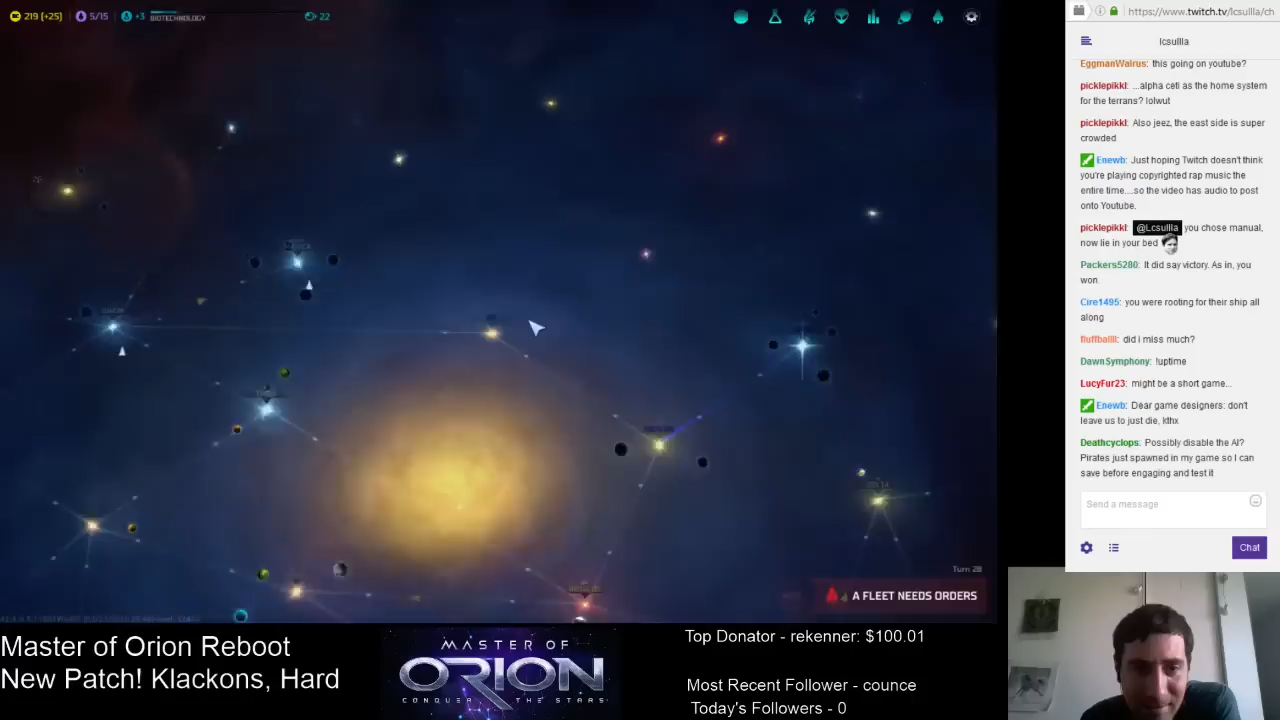 219 [+25]
5/15
+3 BIOTECHNOLOGY
22
https://www.twitch.tv/lcsullla/ch
lcsullla
EggmanWalrus: this going on youtube?
picklepikkl: ...alpha ceti as the home system
for the terrans? lolwut
picklepikkl: Also jeez, the east side is super
crowded
Enewb: Just hoping Twitch doesn't think
you're playing copyrighted rap music the
entire time....so the video has audio to post
onto Youtube.
picklepikkl: @Lcsullla you chose manual,
now lie in your bed
Packers5280: It did say victory. As in, you
won.
Cire1495: you were rooting for their ship all
along
fluffballll: did i miss much?
DawnSymphony: !uptime
LucyFur23: might be a short game...
Enewb: Dear game designers: don't
leave us to just die, kthx
Deathcyclops: Possibly disable the AI?
Pirates just spawned in my game so I can
save before engaging and test it
Send a message
Chat
Turn 28
A FLEET NEEDS ORDERS
Master of Orion Reboot
New Patch! Klackons, Hard
MASTER OF
ORION
CONQUER THE STARS
Top Donator - rekenner: $100.01
Most Recent Follower - counce
Today's Followers - 0